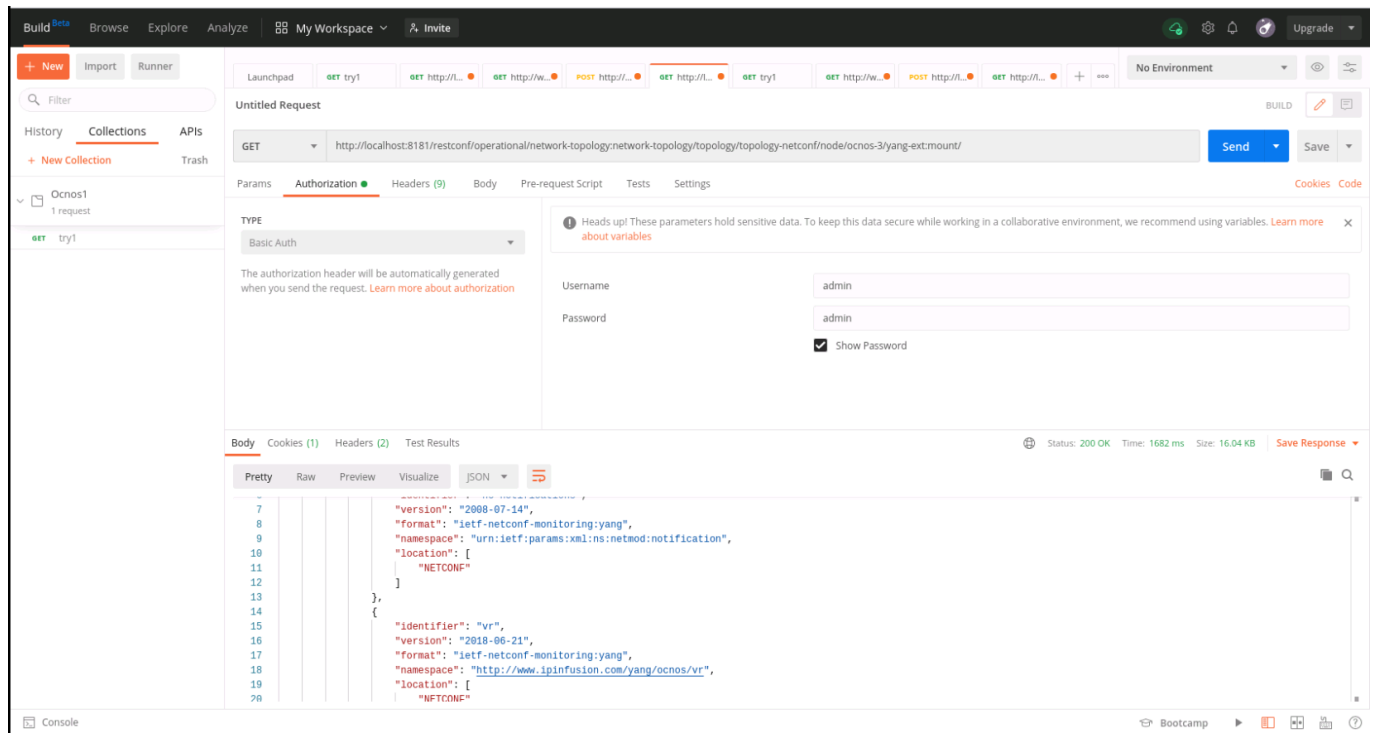 Build Beta Browse Explore Analyze My Workspace Invite Upgrade
+ New Import Runner
Launchpad GET try1 GET http://l... GET http://w... POST http://l... GET http://l... GET try1 GET http://w... POST http://l... GET http://l... + ooo No Environment
Filter
Untitled Request BUILD
History Collections APIs
GET http://localhost:8181/restconf/operational/network-topology:network-topology/topology/topology-netconf/node/ocnos-3/yang-ext:mount/ Send Save
+ New Collection Trash
Params Authorization Headers (9) Body Pre-request Script Tests Settings Cookies Code
Ocnos1
1 request
GET try1
TYPE
Basic Auth
The authorization header will be automatically generated
when you send the request. Learn more about authorization
Heads up! These parameters hold sensitive data. To keep this data secure while working in a collaborative environment, we recommend using variables. Learn more
about variables
Username admin
Password admin
Show Password
Body Cookies (1) Headers (2) Test Results Status: 200 OK Time: 1682 ms Size: 16.04 KB Save Response
Pretty Raw Preview Visualize JSON
7 "version": "2008-07-14",
8 "format": "ietf-netconf-monitoring:yang",
9 "namespace": "urn:ietf:params:xml:ns:netmod:notification",
10 "location": [
11 "NETCONF"
12 ]
13 },
14 {
15 "identifier": "vr",
16 "version": "2018-06-21",
17 "format": "ietf-netconf-monitoring:yang",
18 "namespace": "http://www.ipinfusion.com/yang/ocnos/vr",
19 "location": [
20 "NETCONF"
Console Bootcamp